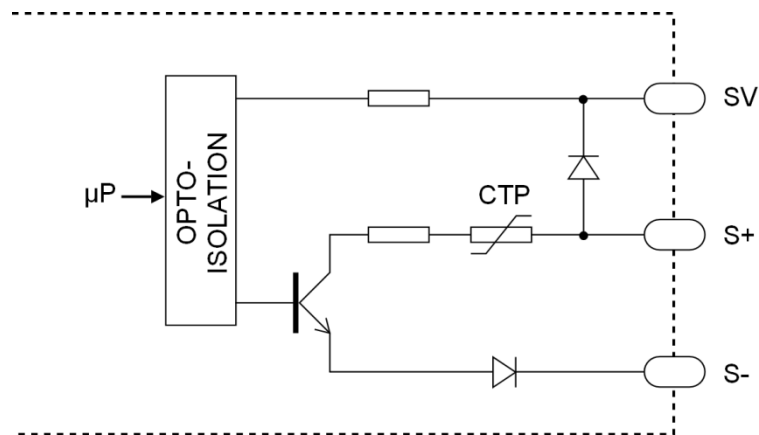 SV
µP
OPTO-
ISOLATION
CTP
S+
S-